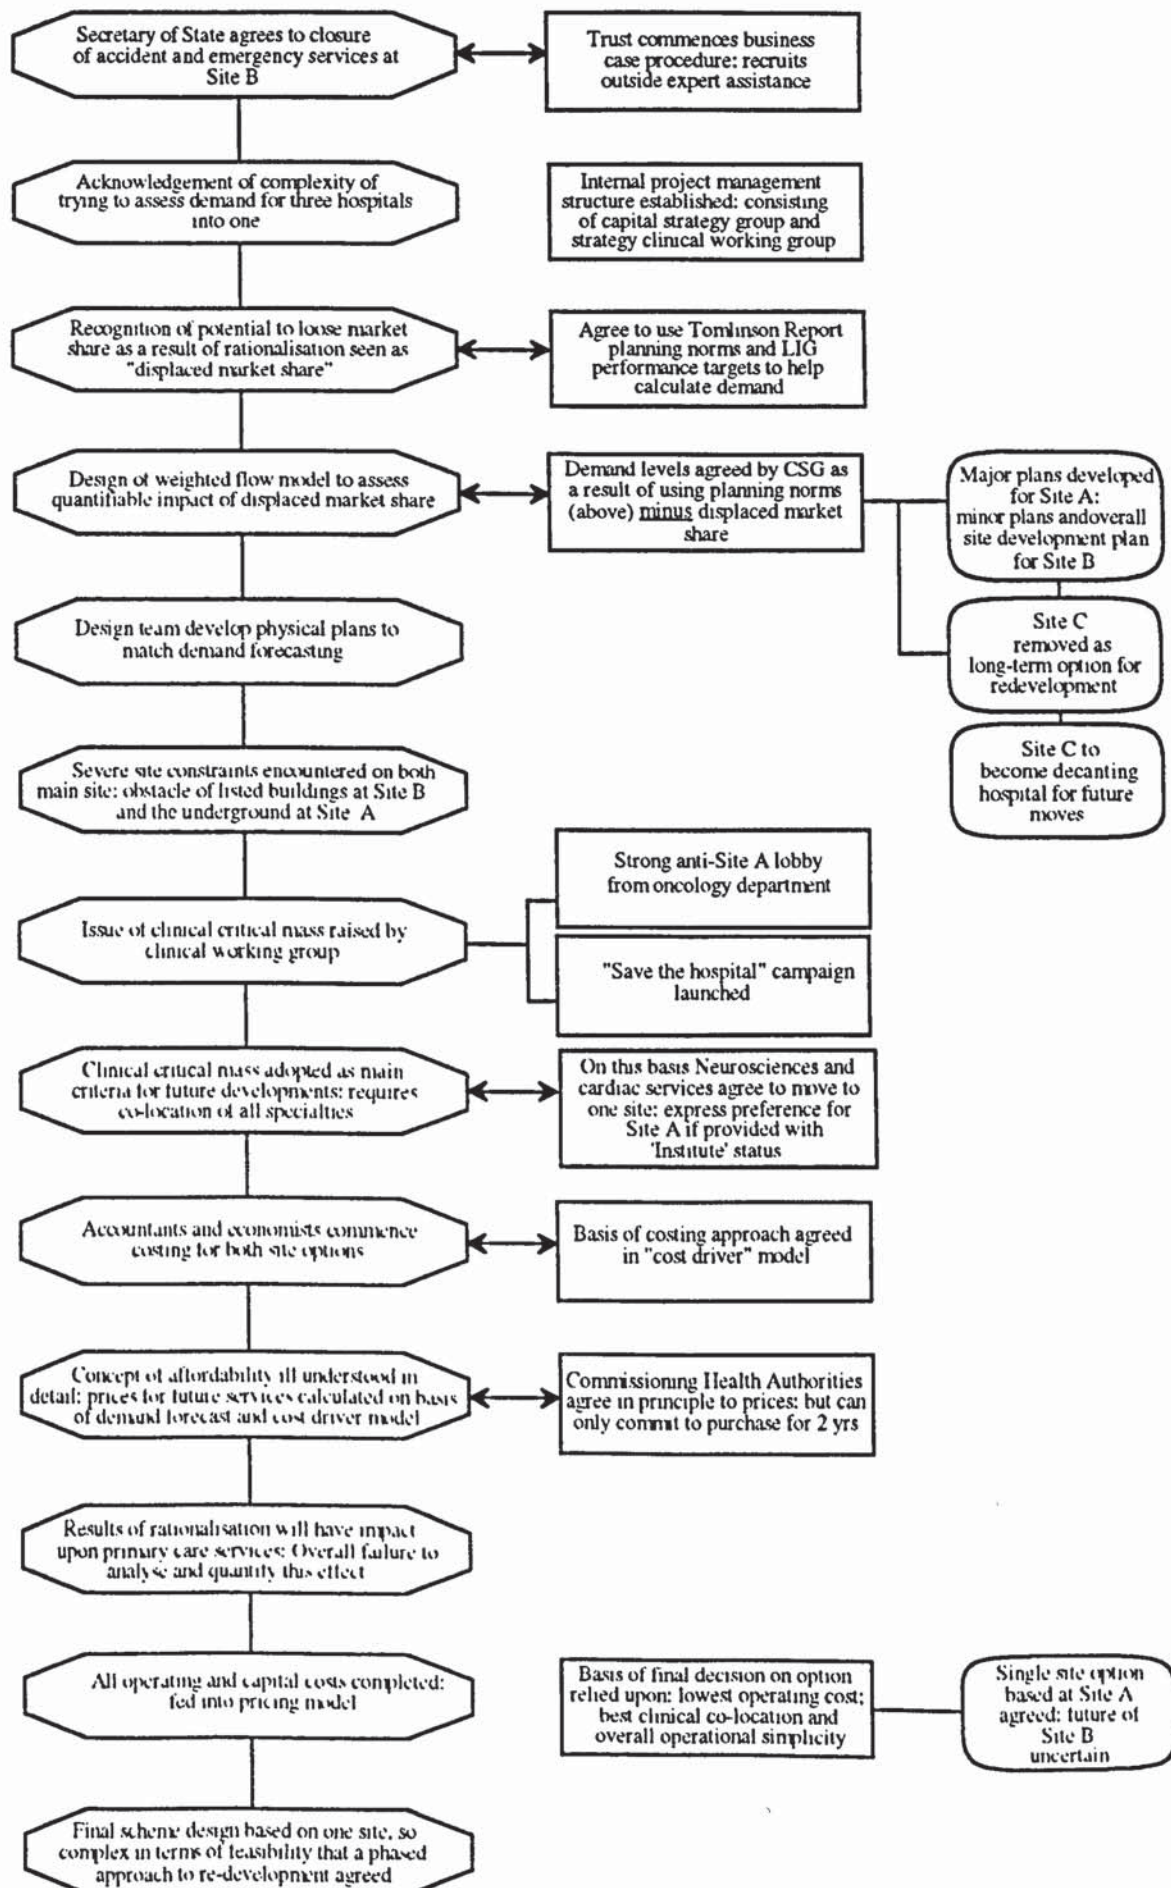 Secretary of State agrees to closure
of accident and emergency services at
Site B
Trust commences business
case procedure: recruits
outside expert assistance
Acknowledgement of complexity of
trying to assess demand for three hospitals
into one
Internal project management
structure established: consisting
of capital strategy group and
strategy clinical working group
Recognition of potential to loose market
share as a result of rationalisation seen as
"displaced market share"
Agree to use Tomlinson Report
planning norms and LIG
performance targets to help
calculate demand
Design of weighted flow model to assess
quantifiable impact of displaced market share
Demand levels agreed by CSG as
a result of using planning norms
(above) minus displaced market
share
Major plans developed
for Site A:
minor plans andoverall
site development plan
for Site B
Design team develop physical plans to
match demand forecasting
Site C
removed as
long-term option for
redevelopment
Severe site constraints encountered on both
main site: obstacle of listed buildings at Site B
and the underground at Site A
Site C to
become decanting
hospital for future
moves
Strong anti-Site A lobby
from oncology department
Issue of clinical critical mass raised by
clinical working group
"Save the hospital" campaign
launched
Clinical critical mass adopted as main
criteria for future developments: requires
co-location of all specialties
On this basis Neurosciences and
cardiac services agree to move to
one site: express preference for
Site A if provided with
'Institute' status
Accountants and economists commence
costing for both site options
Basis of costing approach agreed
in "cost driver" model
Concept of affordability ill understood in
detail: prices for future services calculated on basis
of demand forecast and cost driver model
Commissioning Health Authorities
agree in principle to prices: but can
only commit to purchase for 2 yrs
Results of rationalisation will have impact
upon primary care services: Overall failure to
analyse and quantify this effect
All operating and capital costs completed:
fed into pricing model
Basis of final decision on option
relied upon: lowest operating cost;
best clinical co-location and
overall operational simplicity
Single site option
based at Site A
agreed: future of
Site B
uncertain
Final scheme design based on one site, so
complex in terms of feasibility that a phased
approach to re-development agreed